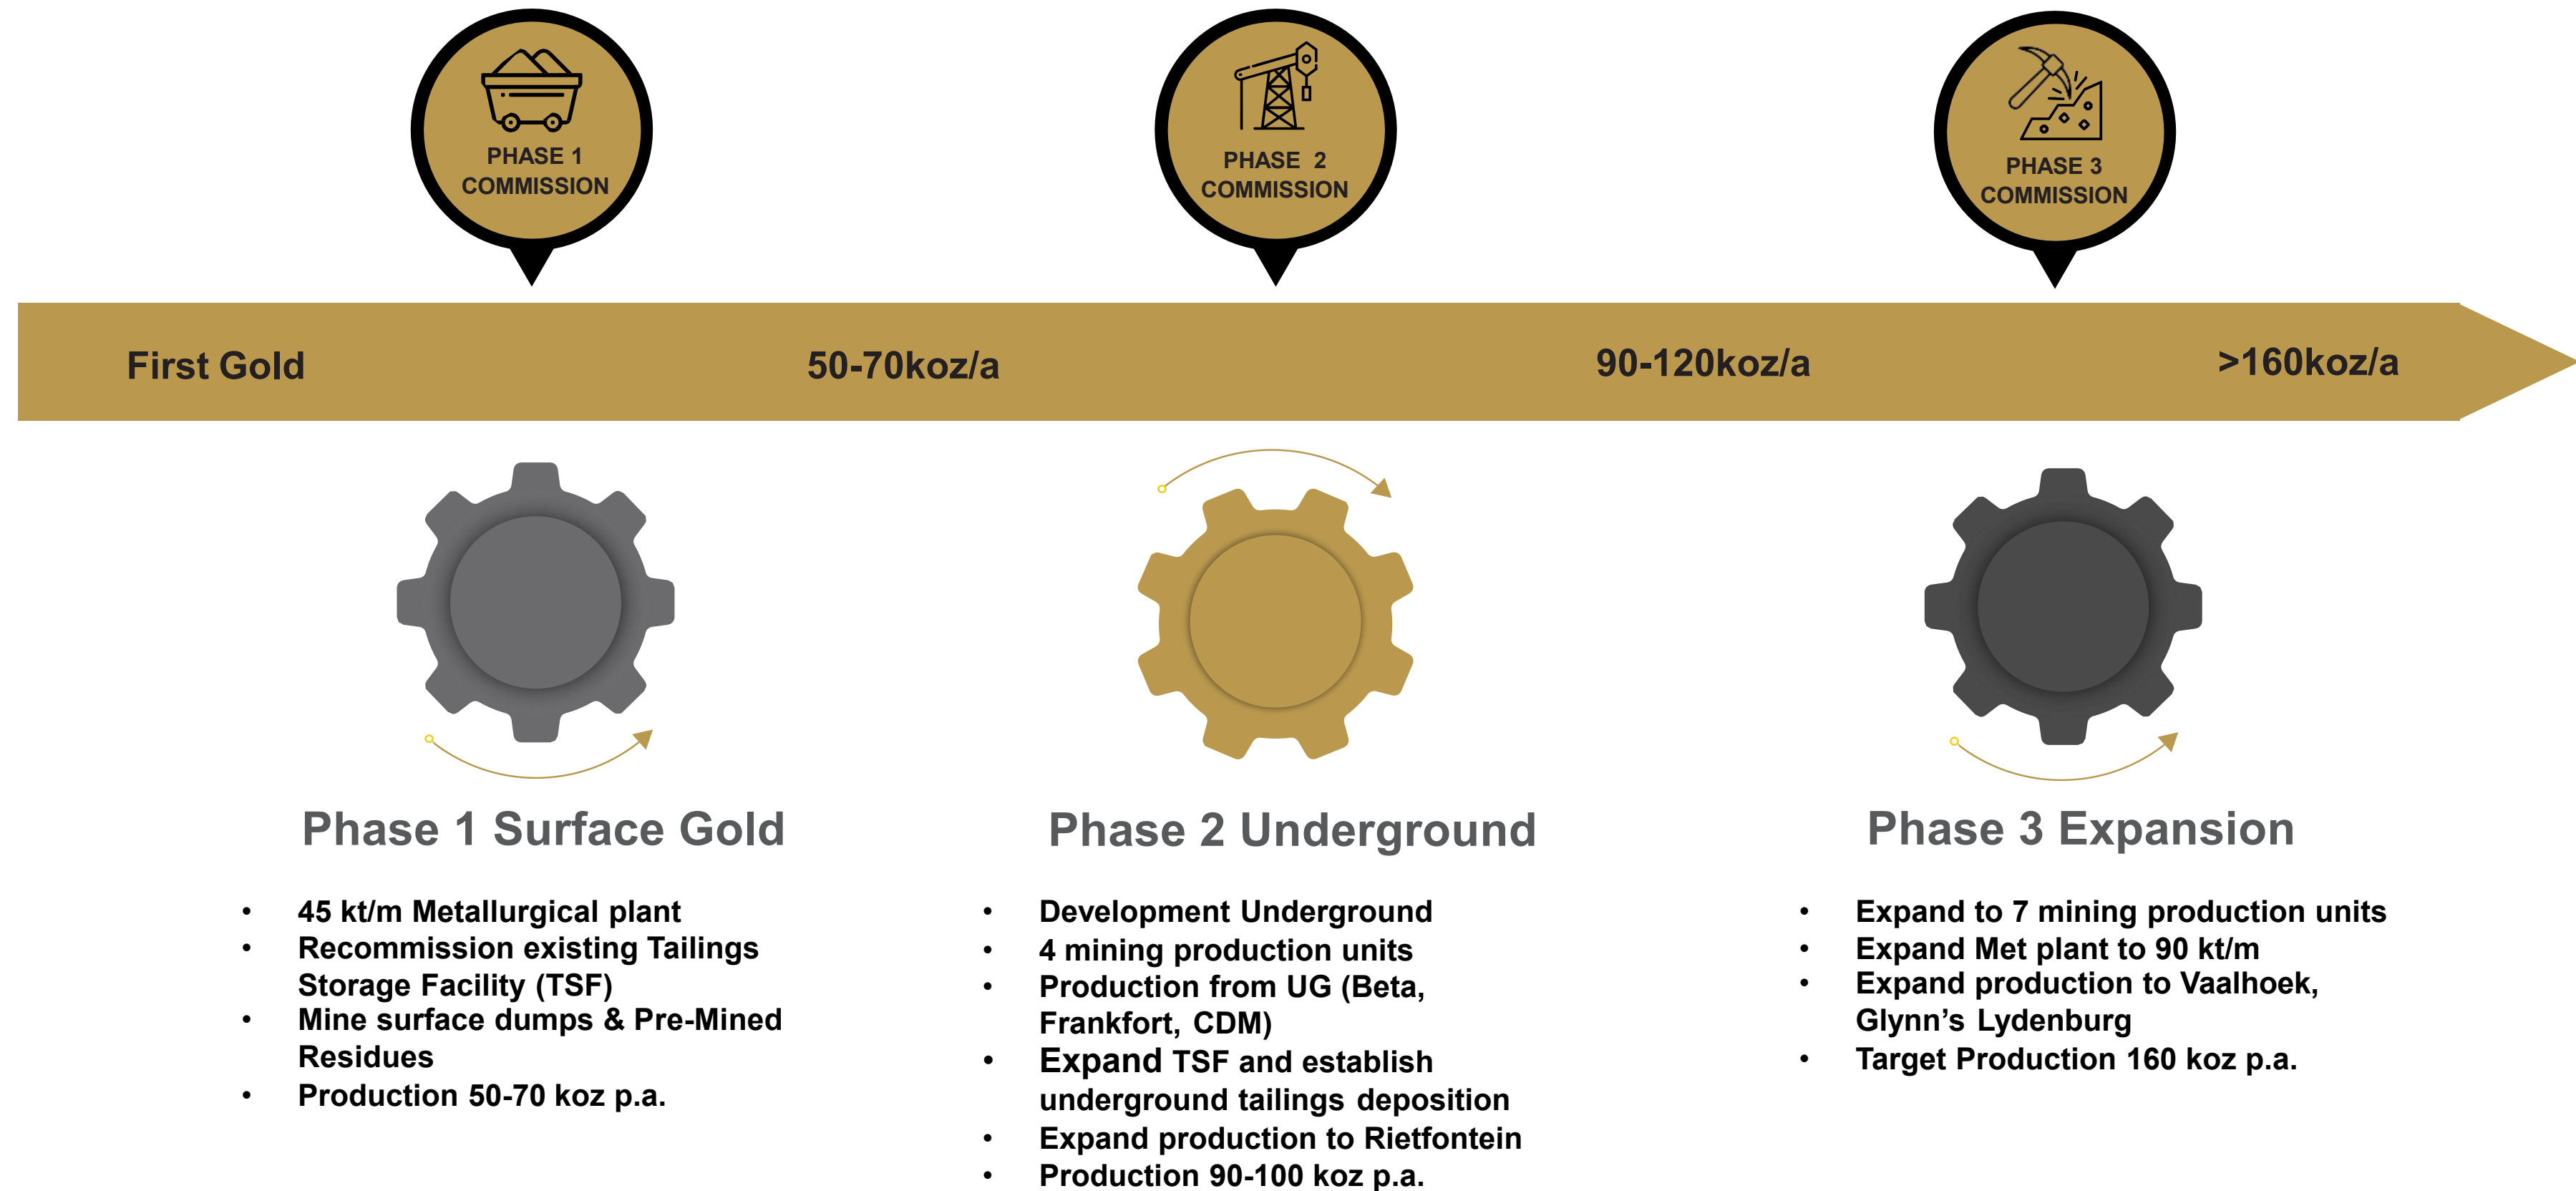 PHASE 1
COMMISSION
PHASE 2
COMMISSION
PHASE 3
COMMISSION
First Gold
50-70koz/a
90-120koz/a
>160koz/a
Phase 1 Surface Gold
• 45 kt/m Metallurgical plant
• Recommission existing Tailings
Storage Facility (TSF)
• Mine surface dumps & Pre-Mined
Residues
• Production 50-70 koz p.a.
Phase 2 Underground
• Development Underground
• 4 mining production units
• Production from UG (Beta,
Frankfort, CDM)
• Expand TSF and establish
underground tailings deposition
• Expand production to Rietfontein
• Production 90-100 koz p.a.
Phase 3 Expansion
• Expand to 7 mining production units
• Expand Met plant to 90 kt/m
• Expand production to Vaalhoek,
Glynn’s Lydenburg
• Target Production 160 koz p.a.